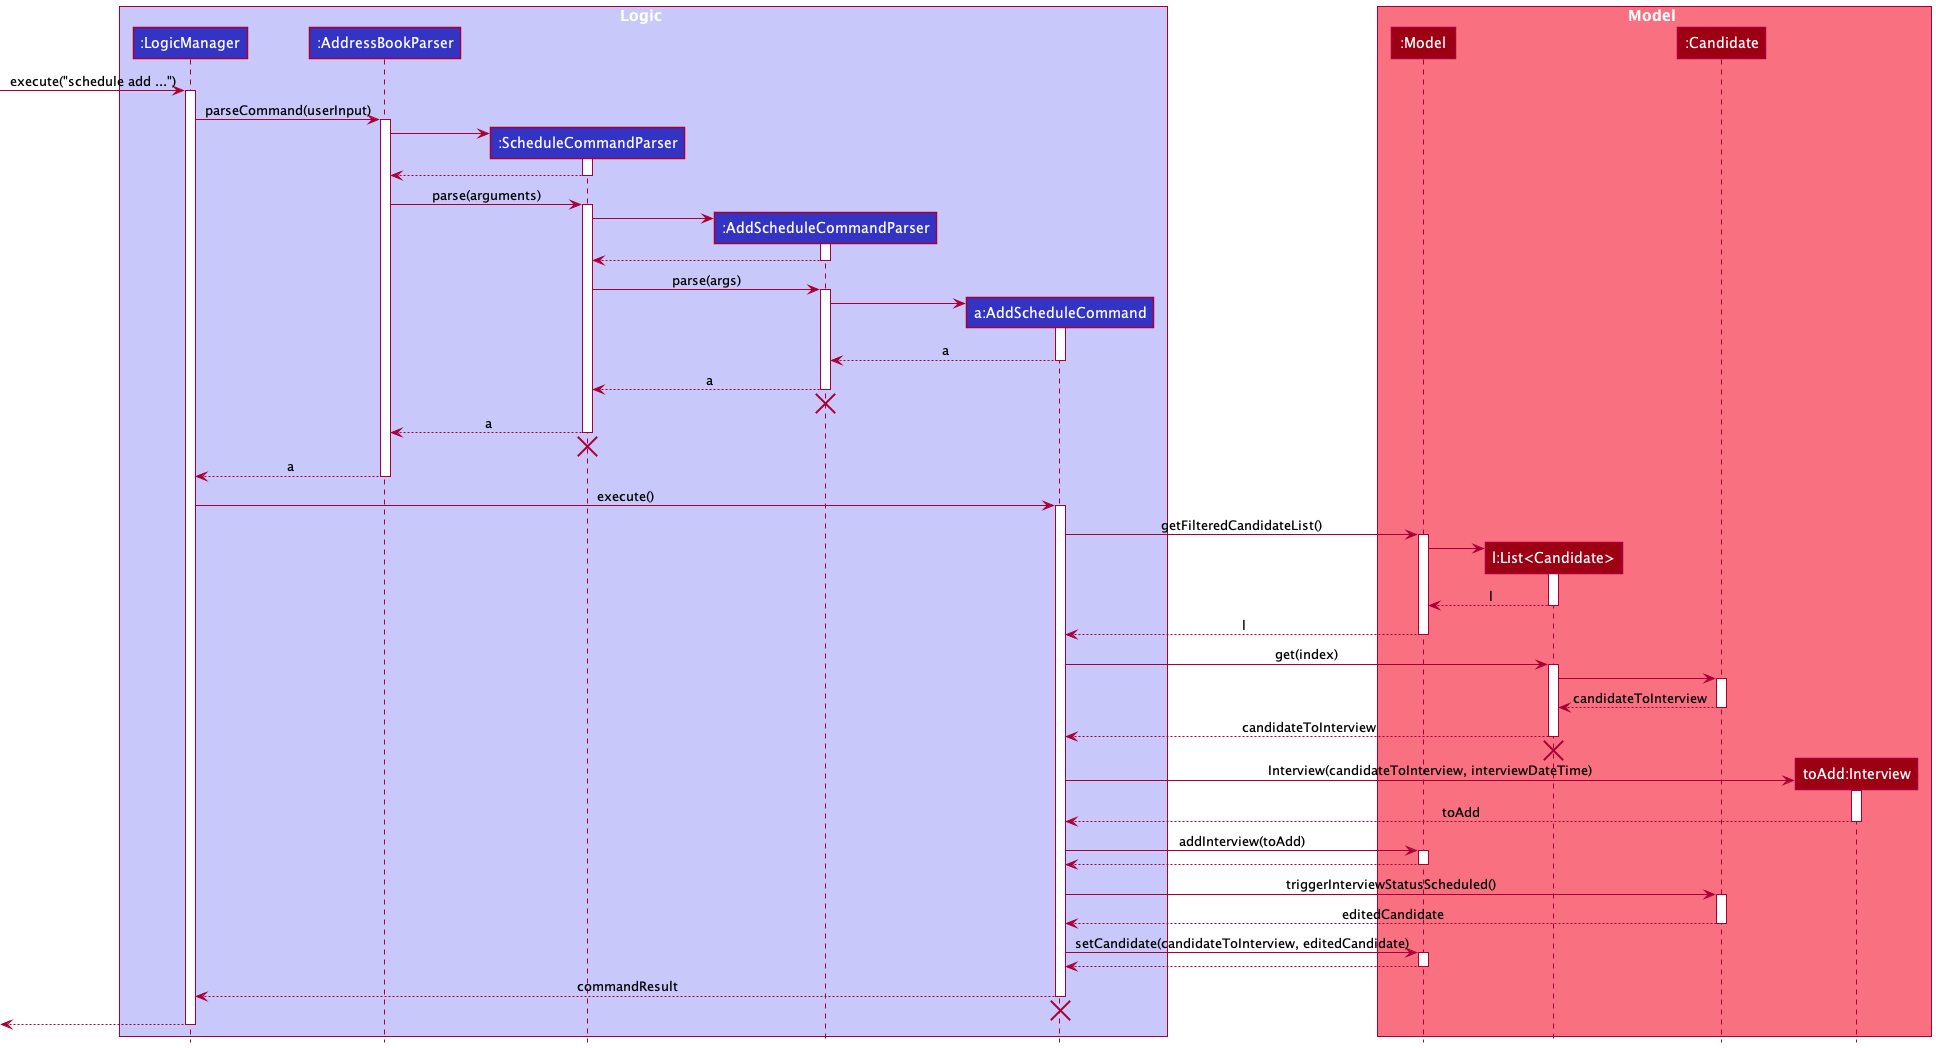 Logic
Model
:LogicManager
:AddressBookParser
:Model
:Candidate
execute("schedule add ...")
parseCommand(userInput)
:ScheduleCommandParser
parse(arguments)
:AddScheduleCommandParser
parse(args)
a:AddScheduleCommand
a
a
a
a
execute()
getFilteredCandidateList()
l:List<Candidate>
l
l
get(index)
candidateToInterview
candidateToInterview
Interview(candidateToInterview, interviewDateTime)
toAdd:Interview
toAdd
addInterview(toAdd)
triggerInterviewStatusScheduled()
editedCandidate
setCandidate(candidateToInterview, editedCandidate)
commandResult